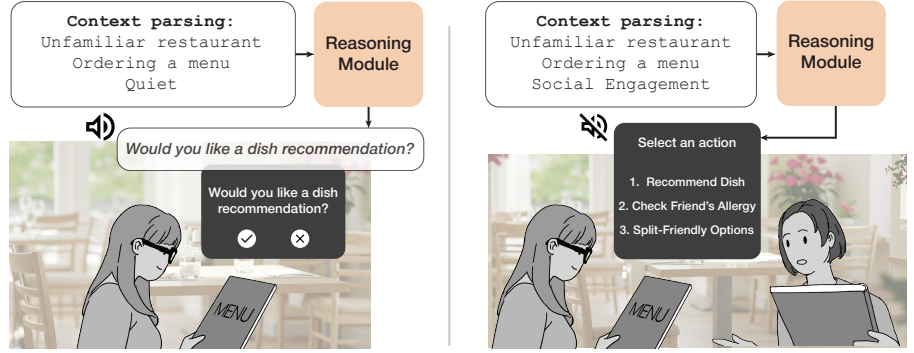 Context parsing:
Unfamiliar restaurant
Ordering a menu
Quiet
Reasoning
Module
Would you like a dish recommendation?
Would you like a dish
recommendation?
MENU
Context parsing:
Unfamiliar restaurant
Ordering a menu
Social Engagement
Reasoning
Module
Select an action
1. Recommend Dish
2. Check Friend's Allergy
3. Split-Friendly Options
MENU